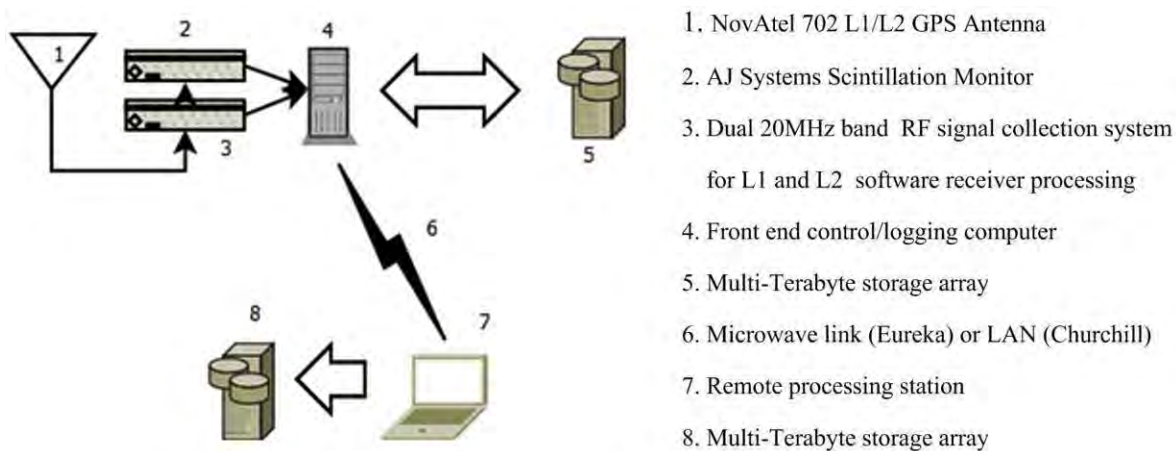 1
2
4
3
5
6
7
8
1. NovAtel 702 L1/L2 GPS Antenna
2. AJ Systems Scintillation Monitor
3. Dual 20MHz band RF signal collection system
for L1 and L2 software receiver processing
4. Front end control/logging computer
5. Multi-Terabyte storage array
6. Microwave link (Eureka) or LAN (Churchill)
7. Remote processing station
8. Multi-Terabyte storage array